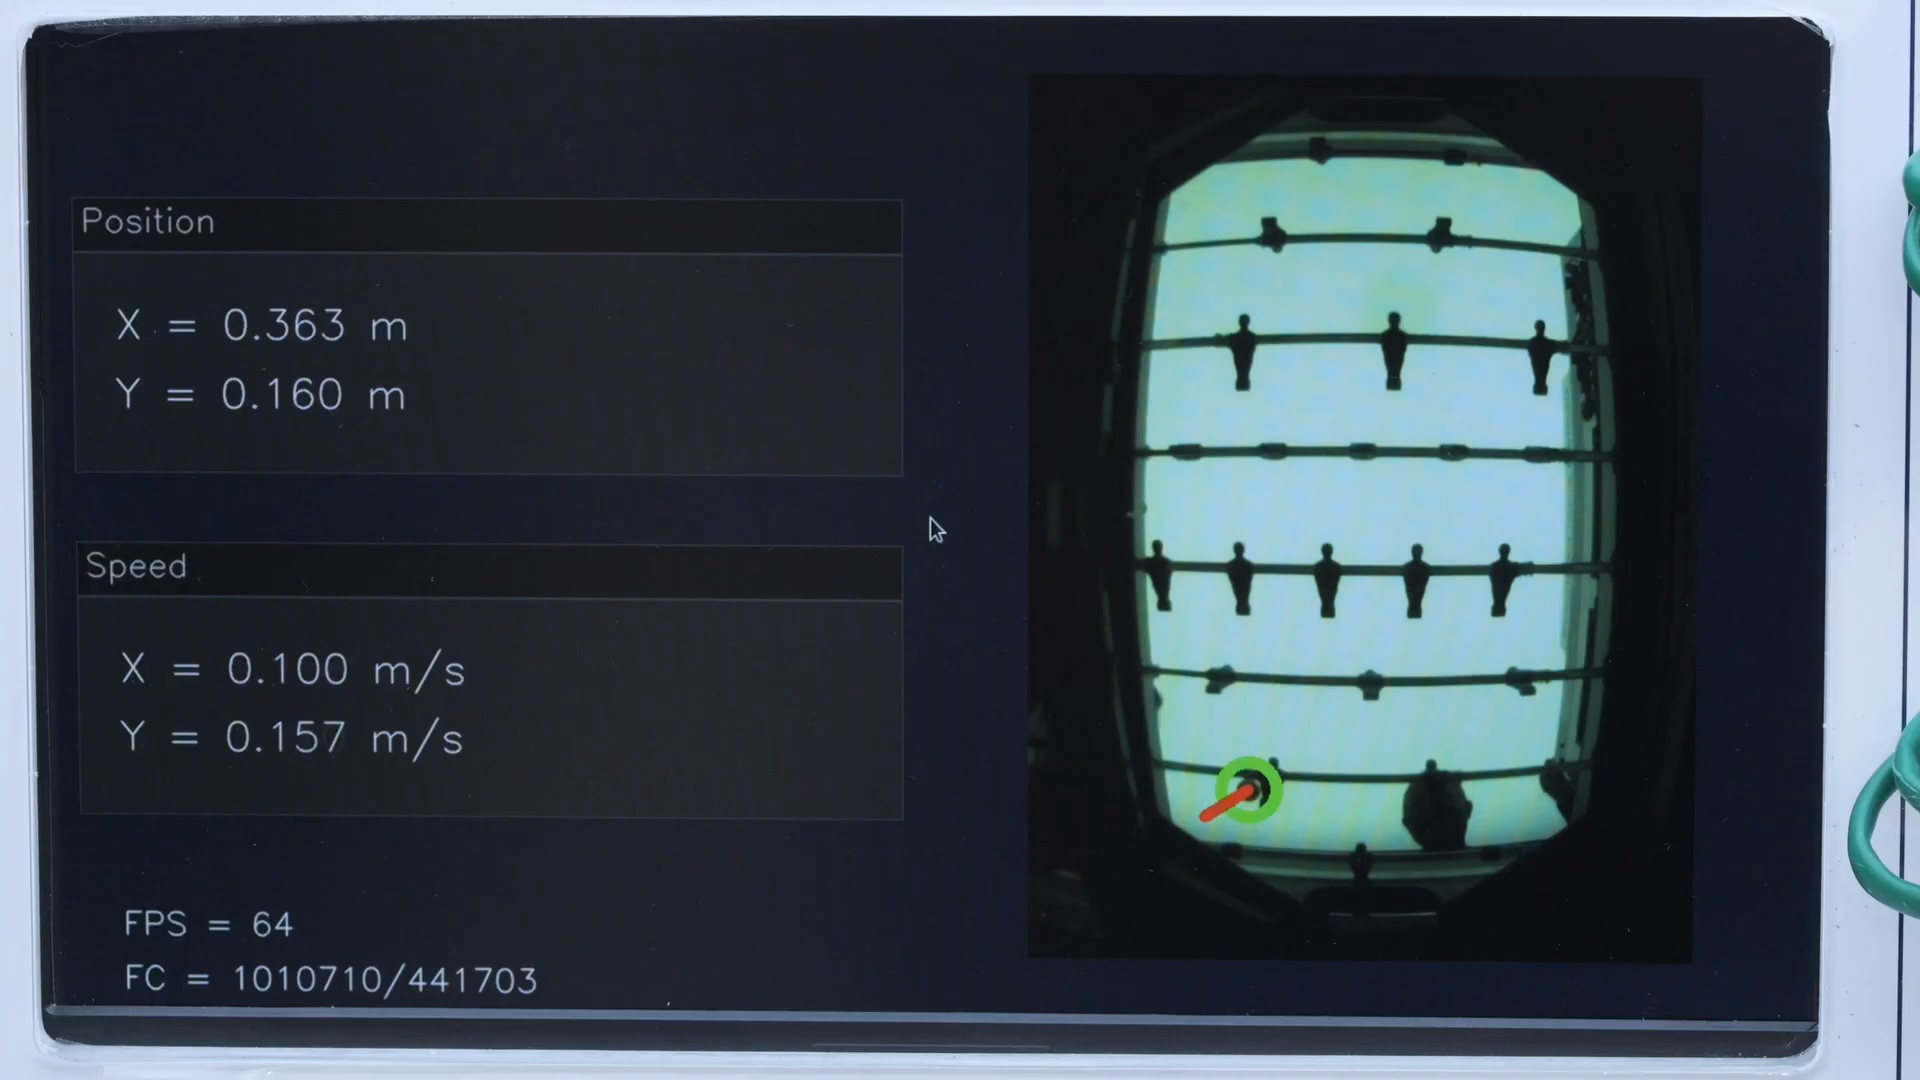 Position
X = 0.363 m
Y = 0.160 m
Speed
X = 0.100 m/s
Y = 0.157 m/s
FPS = 64
FC = 1010710/441703